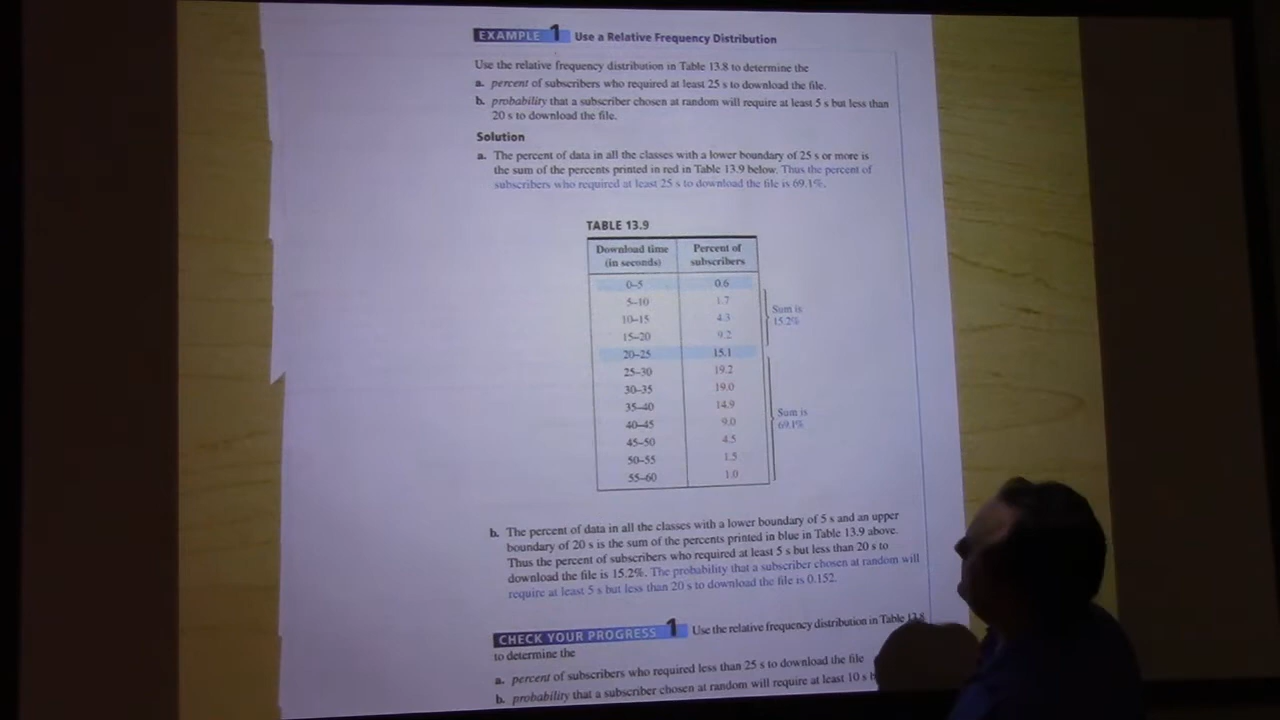 EXAMPLE 1 Use a Relative Frequency Distribution
Use the relative frequency distribution in Table 13.8 to determine the
a. percent of subscribers who required at least 25 s to download the file.
b. probability that a subscriber chosen at random will require at least 5 s but less than
20 s to download the file.
Solution
a. The percent of data in all the classes with a lower boundary of 25 s or more is
the sum of the percents printed in red in Table 13.9 below. Thus the percent of
subscribers who required at least 25 s to download the file is 69.1%.
TABLE 13.9
Download time Percent of
(in seconds) subscribers
0–5 0.6
5–10 1.7
10–15 4.3
15–20 9.2
Sum is
15.2%
20–25 15.1
25–30 19.2
30–35 19.0
35–40 14.9
40–45 9.0
45–50 4.5
50–55 1.5
55–60 1.0
Sum is
69.1%
b. The percent of data in all the classes with a lower boundary of 5 s and an upper
boundary of 20 s is the sum of the percents printed in blue in Table 13.9 above.
Thus the percent of subscribers who required at least 5 s but less than 20 s to
download the file is 15.2%. The probability that a subscriber chosen at random will
require at least 5 s but less than 20 s to download the file is 0.152.
CHECK YOUR PROGRESS 1 Use the relative frequency distribution in Table 13.8
to determine the
a. percent of subscribers who required less than 25 s to download the file
b. probability that a subscriber chosen at random will require at least 10 s